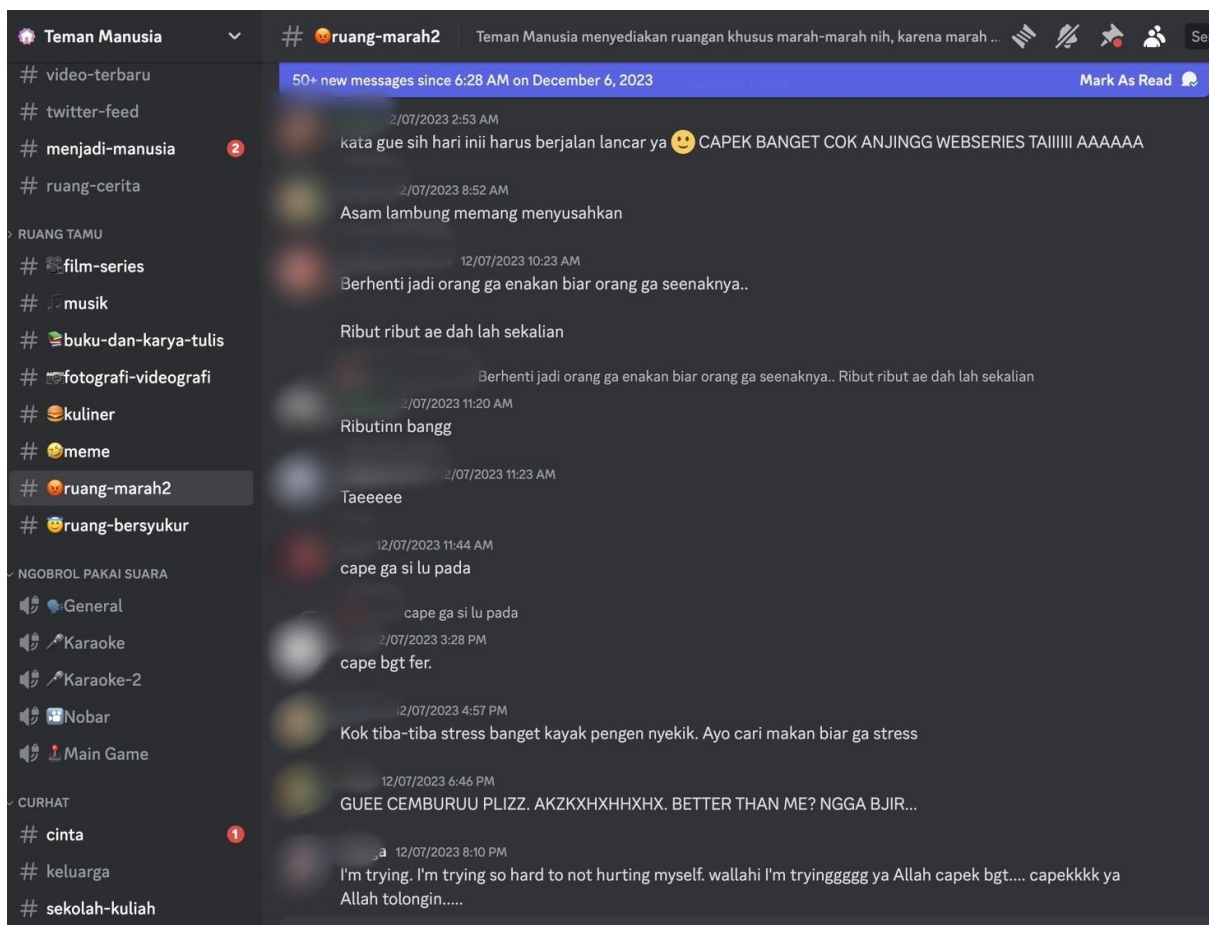 Teman Manusia
# video-terbaru
# twitter-feed
# menjadi-manusia 2
# ruang-cerita
RUANG TAMU
# film-series
# musik
# buku-dan-karya-tulis
# fotografi-videografi
# 🍔kuliner
# 🤣meme
# 😡ruang-marah2
# 😇ruang-bersyukur
NGOBROL PAKAI SUARA
🗣General
🎤Karaoke
🎤Karaoke-2
🎦Nobar
🕹Main Game
CURHAT
# cinta 1
# keluarga
# sekolah-kuliah
# 😡ruang-marah2 Teman Manusia menyediakan ruangan khusus marah-marah nih, karena marah ... Se
50+ new messages since 6:28 AM on December 6, 2023 Mark As Read
2/07/2023 2:53 AM
kata gue sih hari inii harus berjalan lancar ya 🙂 CAPEK BANGET COK ANJINGG WEBSERIES TAIIIIII AAAAAA
2/07/2023 8:52 AM
Asam lambung memang menyusahkan
12/07/2023 10:23 AM
Berhenti jadi orang ga enakan biar orang ga seenaknya..
Ribut ribut ae dah lah sekalian
Berhenti jadi orang ga enakan biar orang ga seenaknya.. Ribut ribut ae dah lah sekalian
2/07/2023 11:20 AM
Ributinn bangg
2/07/2023 11:23 AM
Taeeeee
12/07/2023 11:44 AM
cape ga si lu pada
cape ga si lu pada
2/07/2023 3:28 PM
cape bgt fer.
2/07/2023 4:57 PM
Kok tiba-tiba stress banget kayak pengen nyekik. Ayo cari makan biar ga stress
12/07/2023 6:46 PM
GUEE CEMBURUU PLIZZ. AKZKXHXHHXHX. BETTER THAN ME? NGGA BJIR...
a 12/07/2023 8:10 PM
I'm trying. I'm trying so hard to not hurting myself. wallahi I'm tryinggggg ya Allah capek bgt.... capekkkk ya
Allah tolongin.....